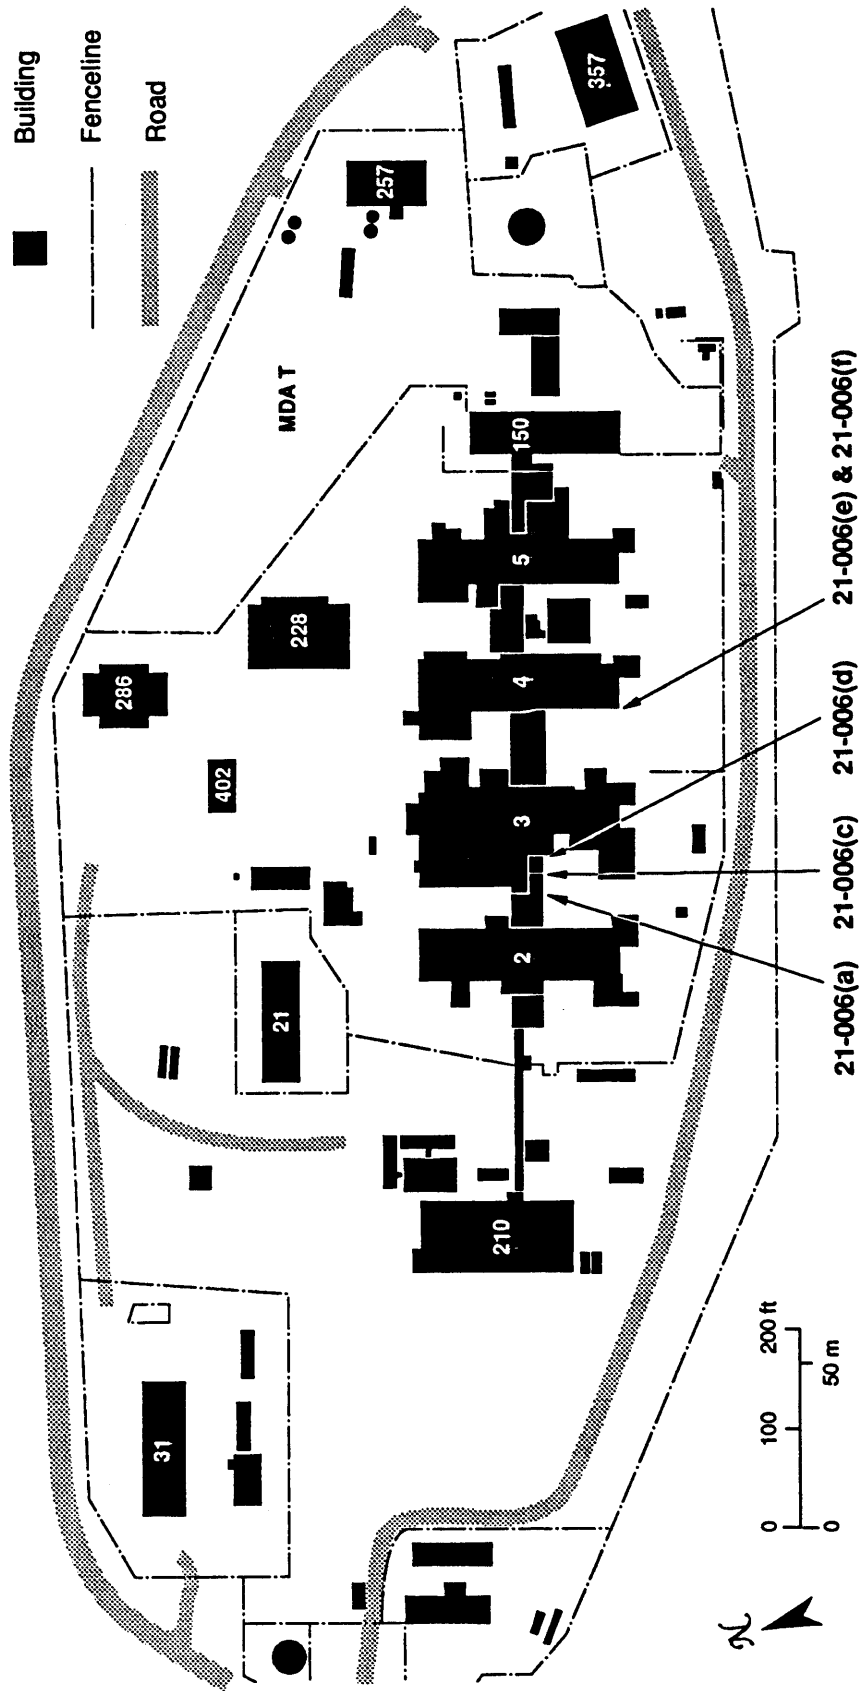 Building
Fenceline
Road
357
257
MDA T
150
5
228
286
4
402
3
2
21
210
31
21-006(e) & 21-006(f)
21-006(d)
21-006(c)
21-006(a)
0 100 200 ft
0 50 m
N